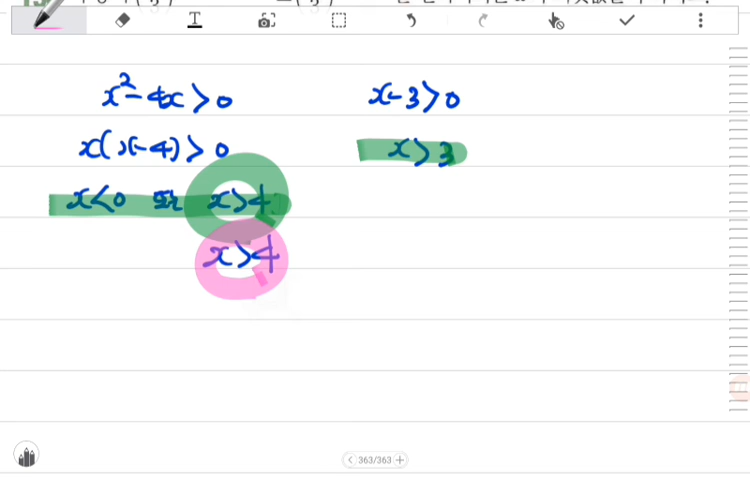 x²-4x>0
x-3>0
x(x-4)>0
x>3
x<0 또는 x>4
x>4
363/363